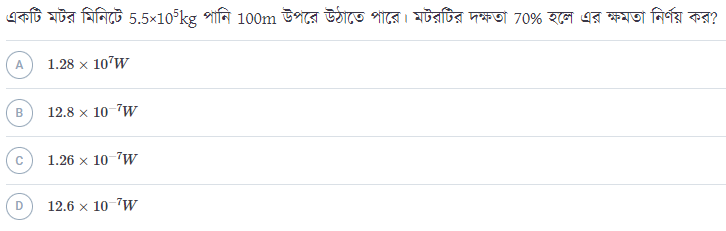 একটি মটর মিনিটে 5.5×10⁵kg পানি 100m উপরে উঠাতে পারে। মটরটির দক্ষতা 70% হলে এর ক্ষমতা নির্ণয় কর?
A 1.28 × 10⁷W
B 12.8 × 10⁻⁷W
C 1.26 × 10⁻⁷W
D 12.6 × 10⁻⁷W